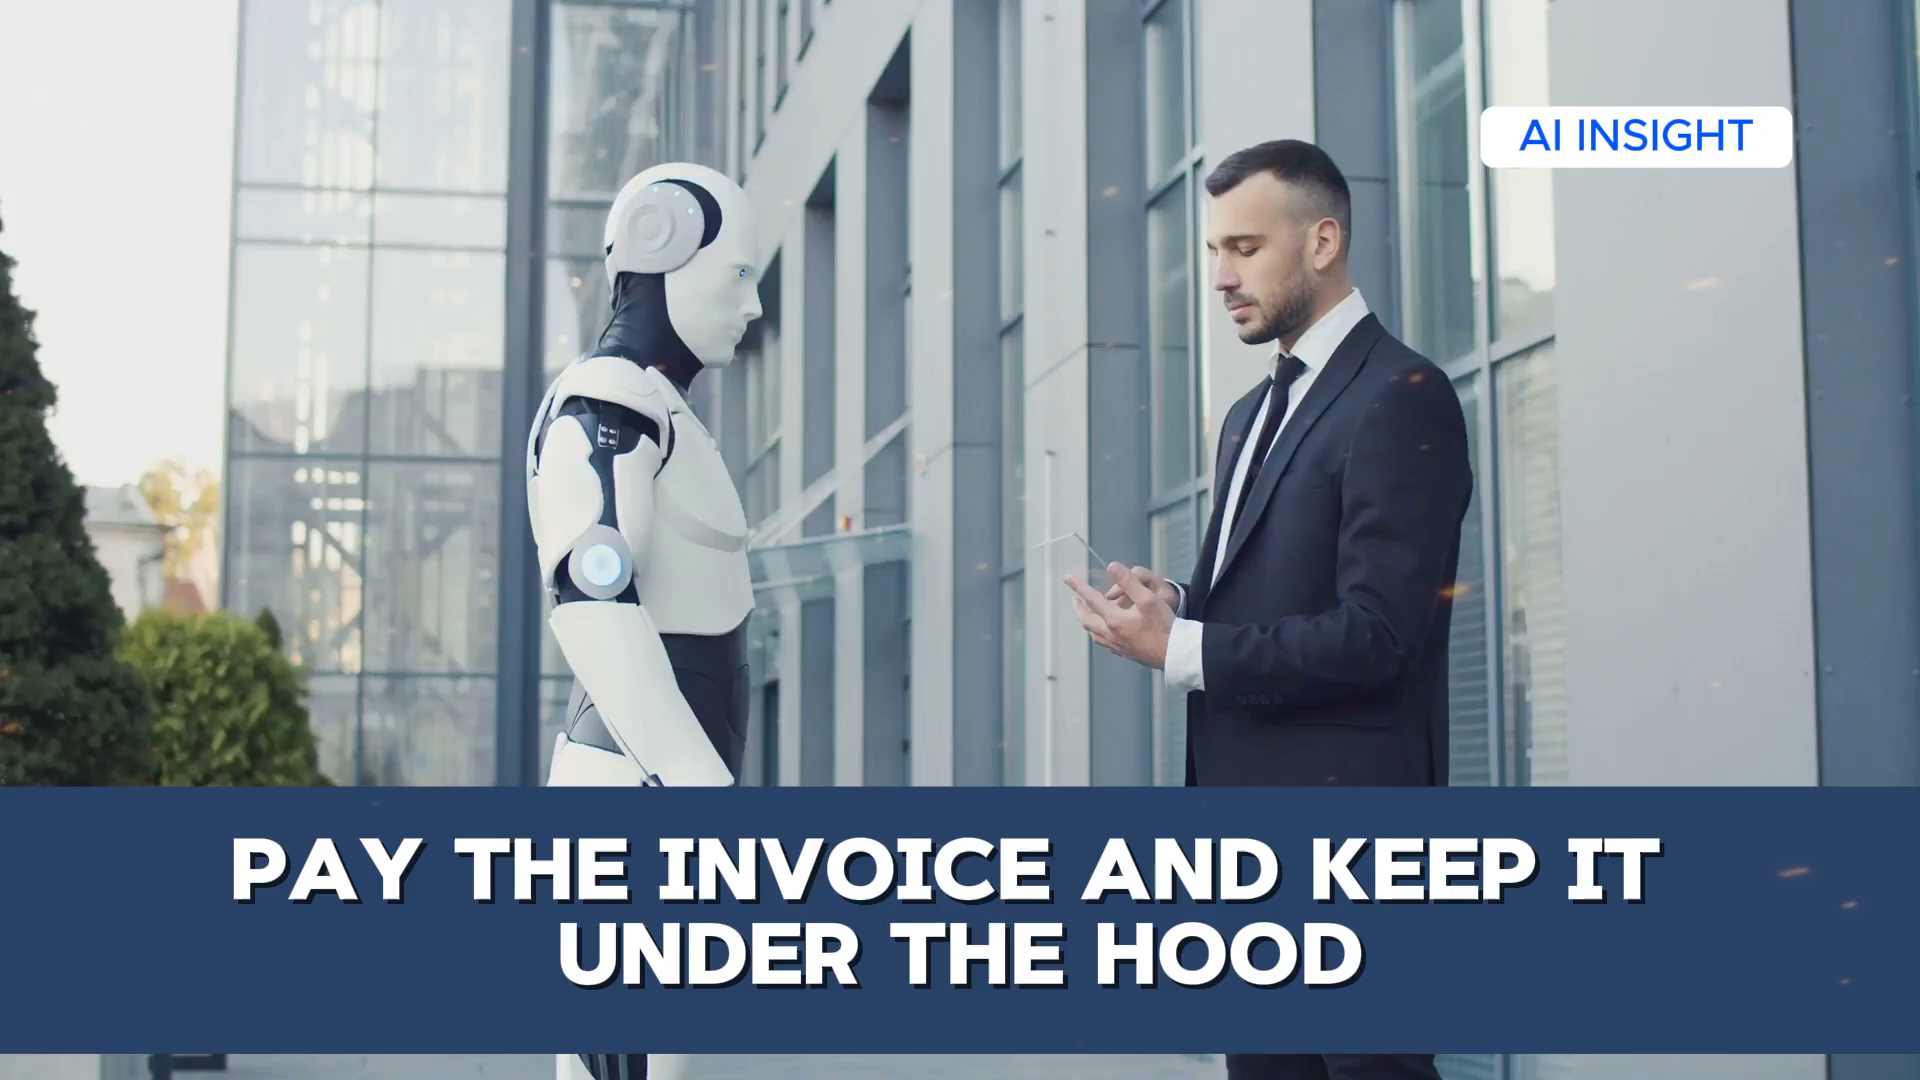 AI INSIGHT
PAY THE INVOICE AND KEEP IT
UNDER THE HOOD